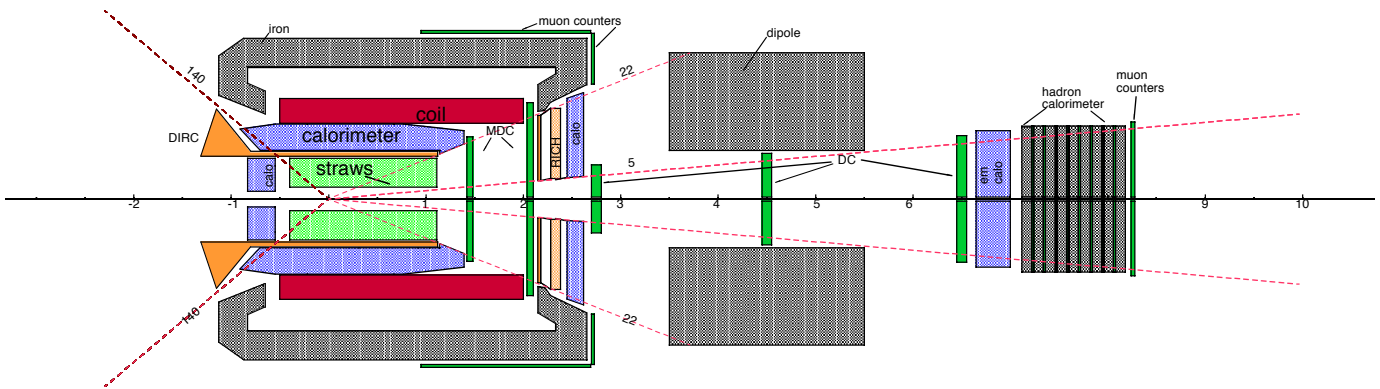 muon counters
iron
dipole
140
22
muon
counters
hadron
calorimeter
coil
DIRC
calorimeter
MDC
RICH
calo
straws
calo
5
DC
em
calo
-2
-1
0
1
2
3
4
5
6
7
8
9
10
140
22